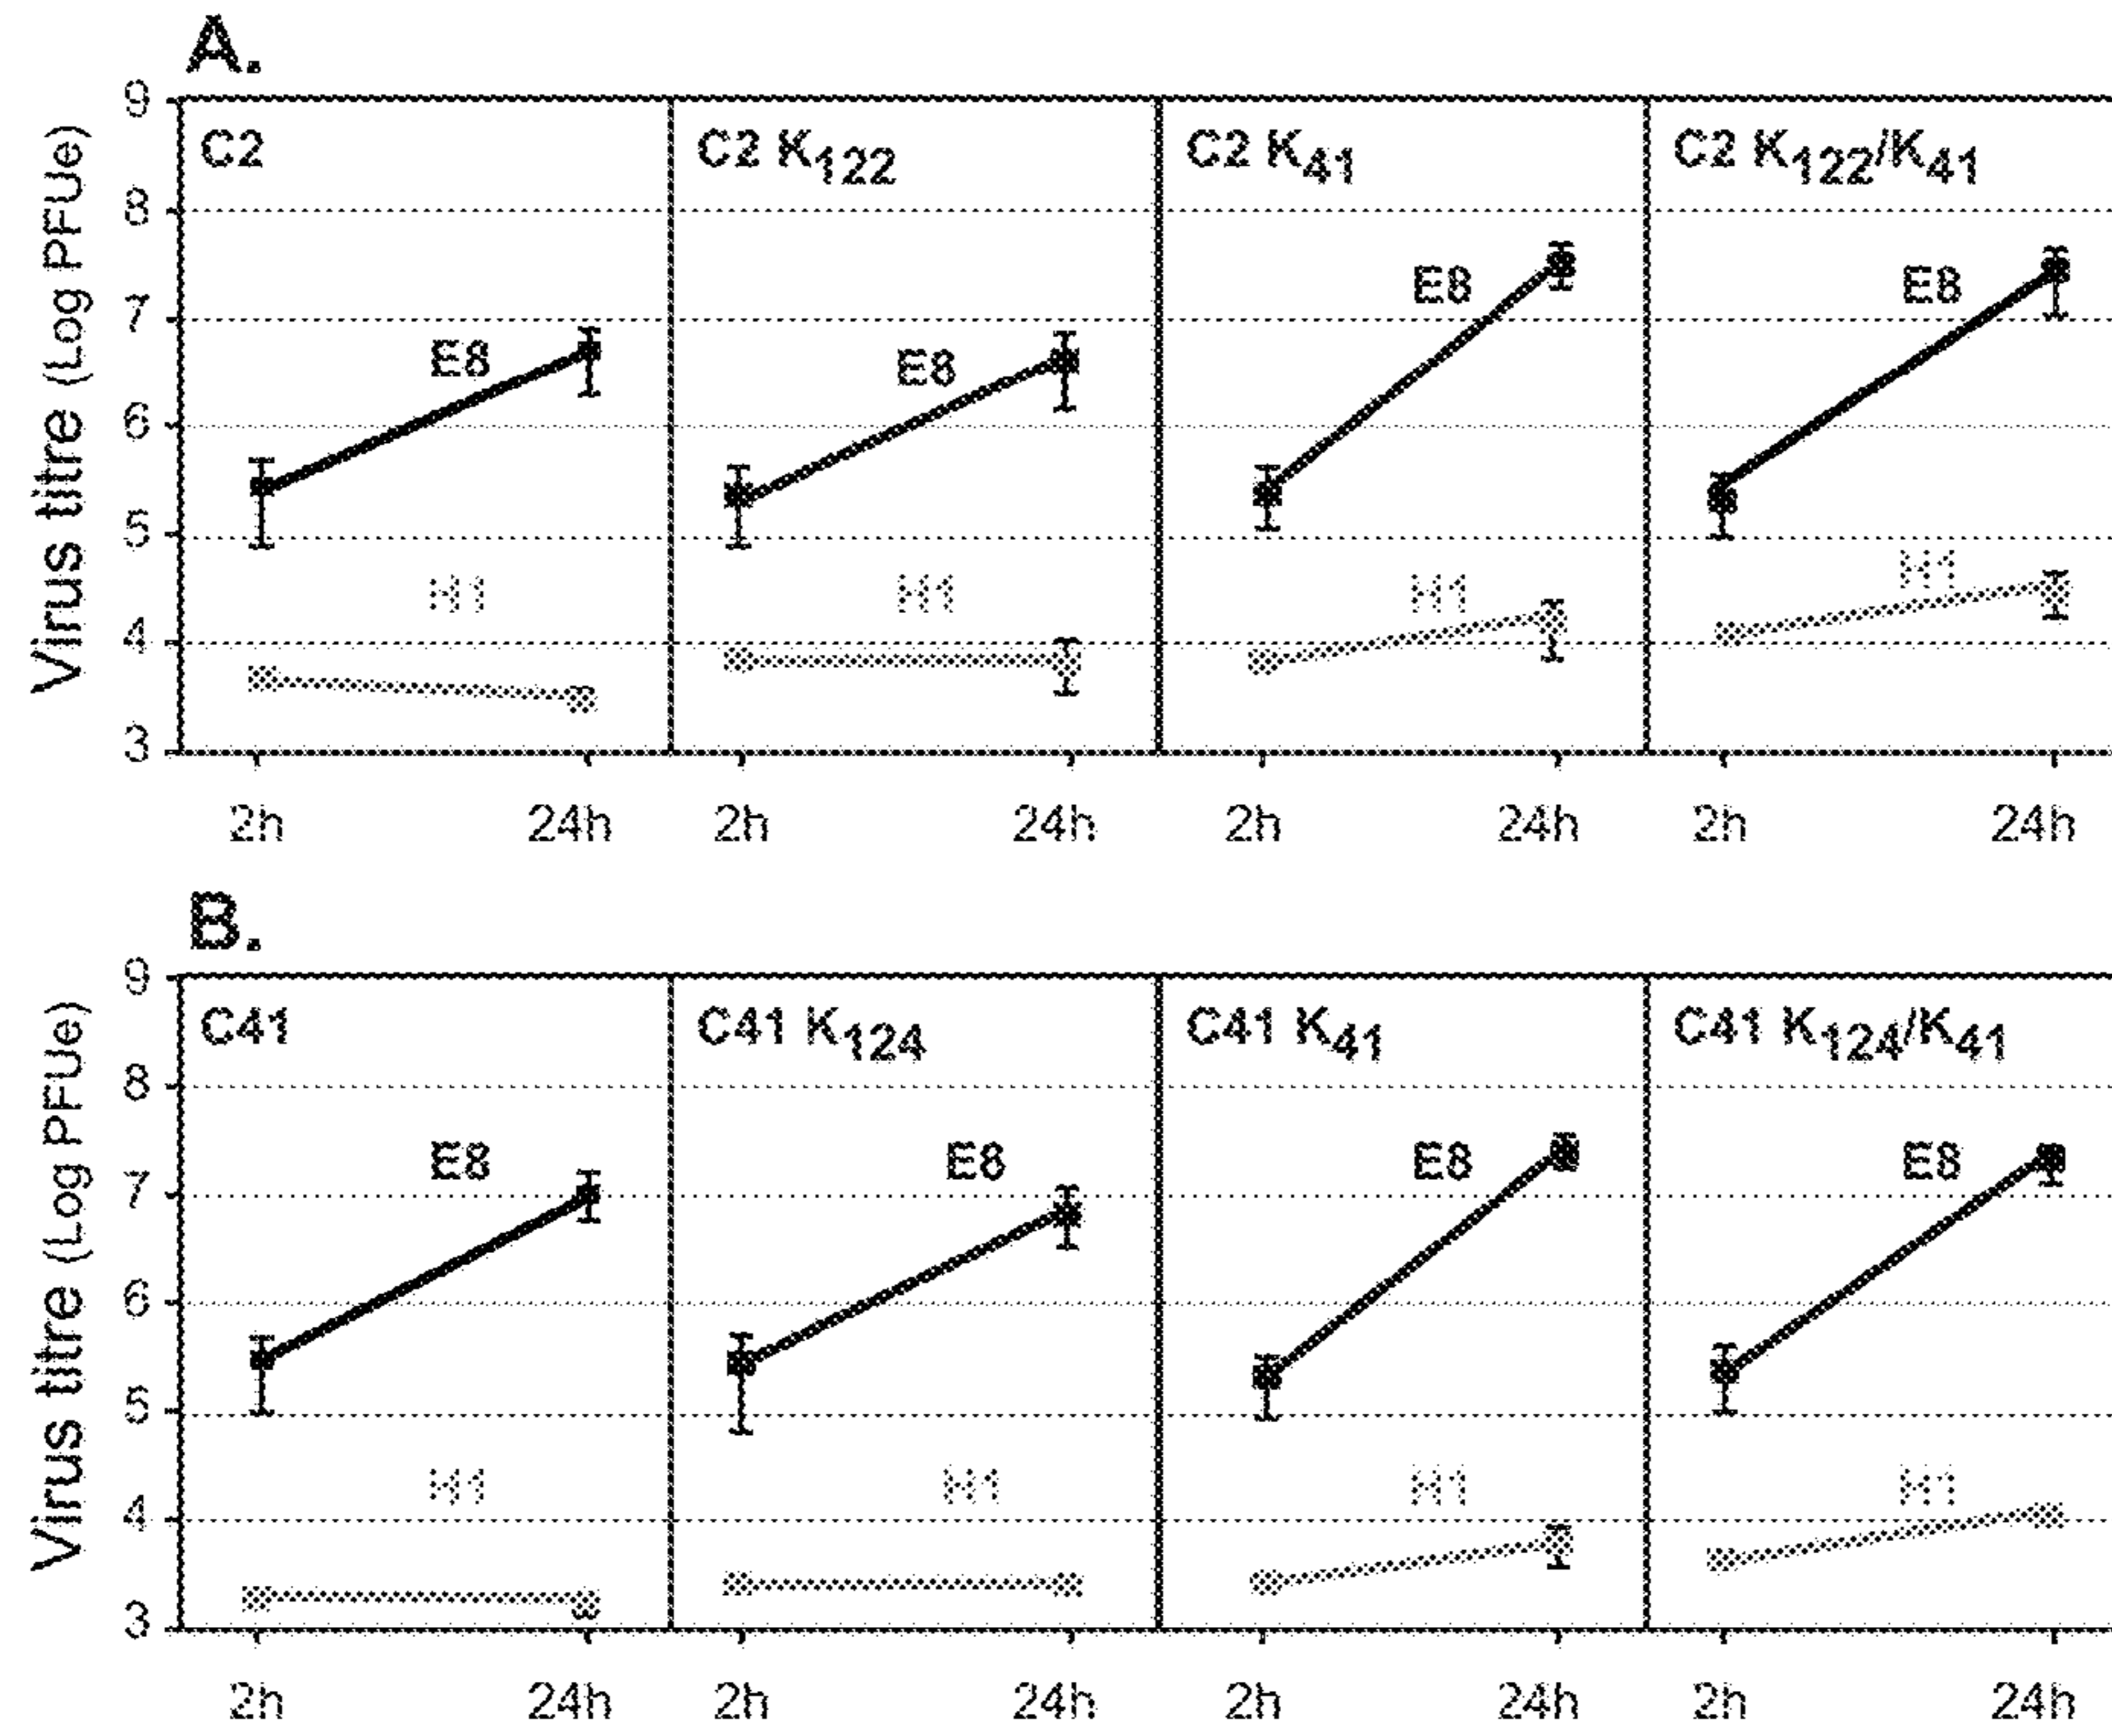 A.
Virus titre (Log PFUe)
9
8
7
6
5
4
3
C2
C2 K122
C2 K41
C2 K122/K41
E8
E8
E8
E8
H1
H1
H1
H1
2h 24h 2h 24h 2h 24h 2h 24h
B.
Virus titre (Log PFUe)
9
8
7
6
5
4
3
C41
C41 K124
C41 K41
C41 K124/K41
E8
E8
E8
E8
H1
H1
H1
H1
2h 24h 2h 24h 2h 24h 2h 24h